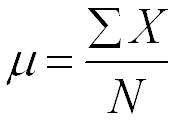 μ = ΣX / N